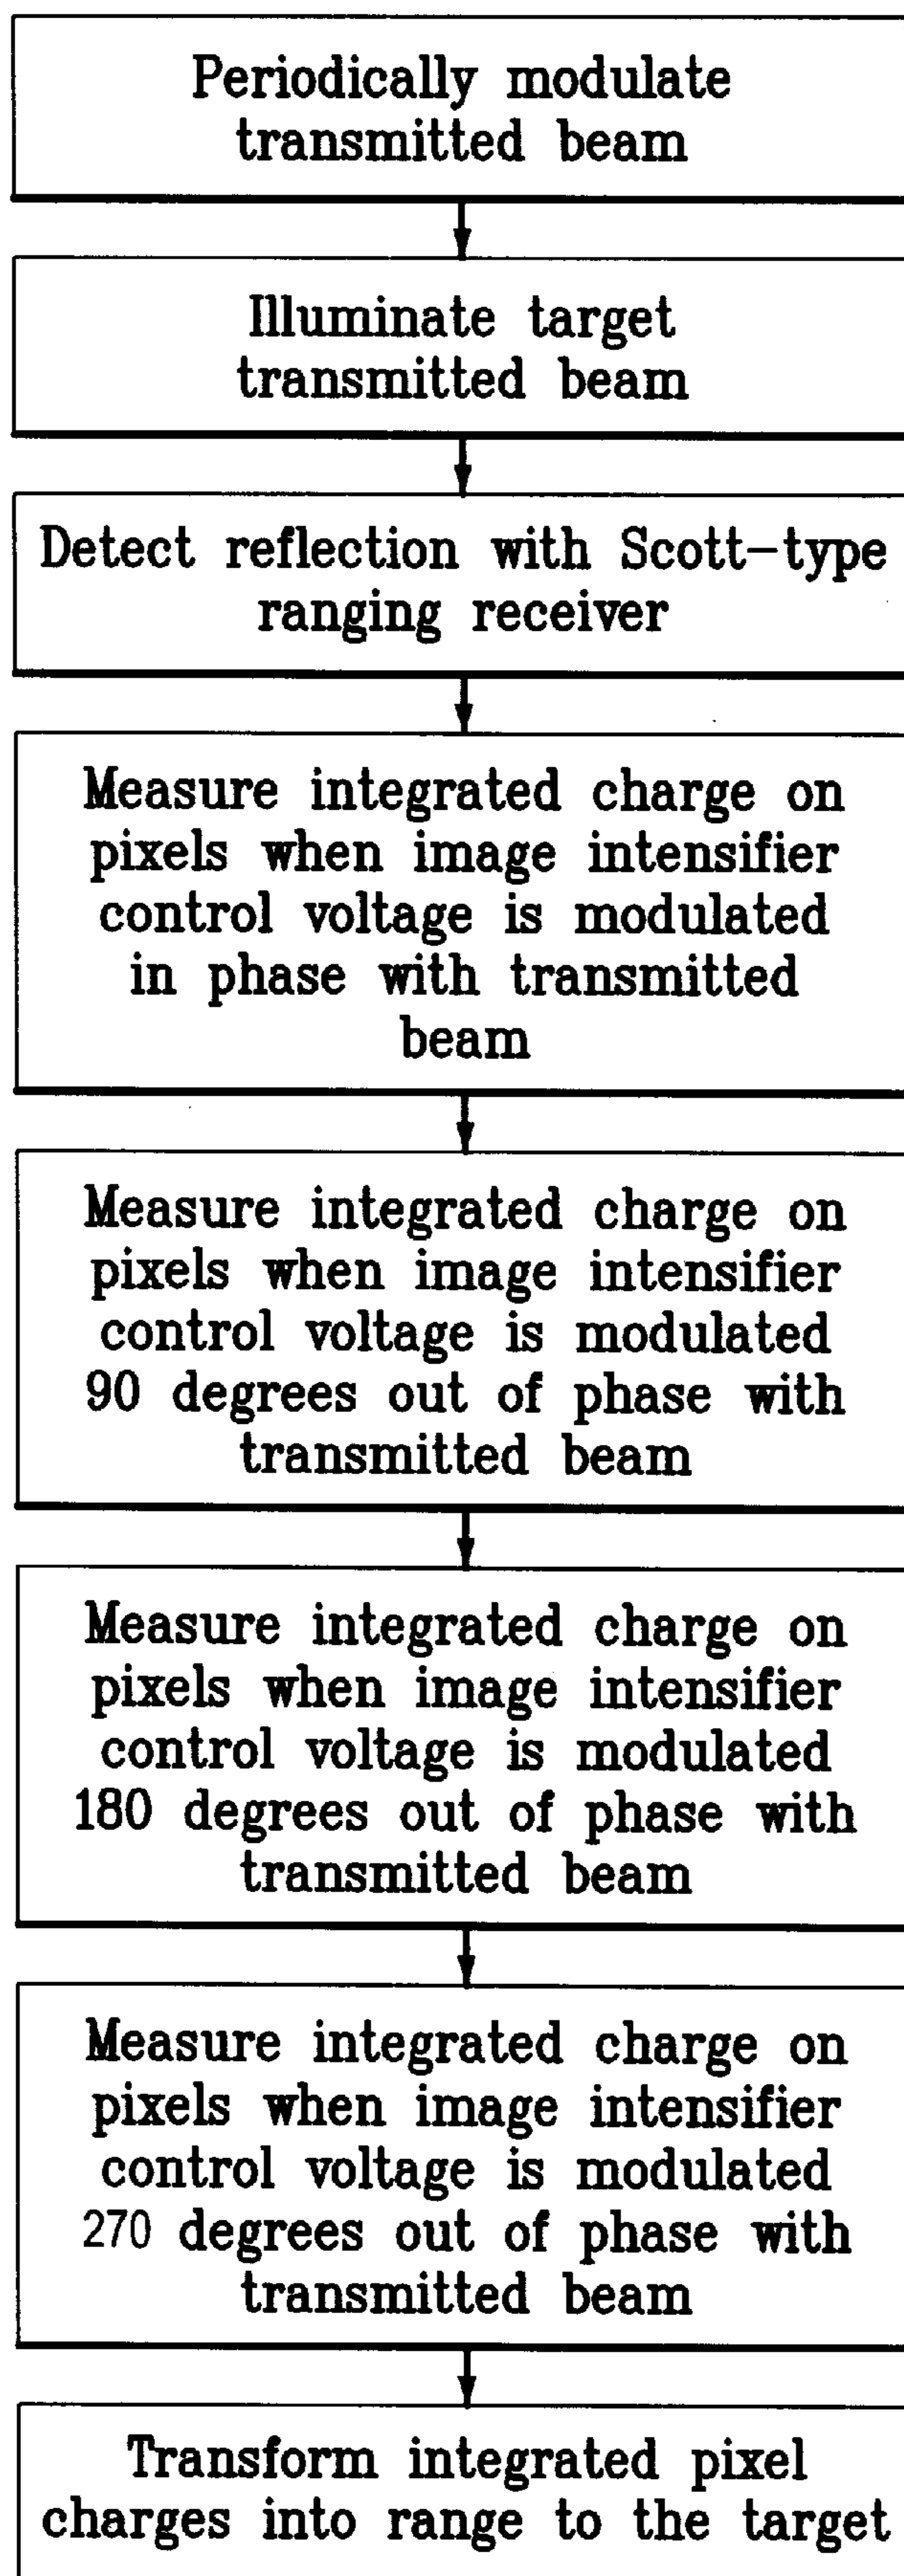 Periodically modulate
transmitted beam
Illuminate target
transmitted beam
Detect reflection with Scott-type
ranging receiver
Measure integrated charge on
pixels when image intensifier
control voltage is modulated
in phase with transmitted
beam
Measure integrated charge on
pixels when image intensifier
control voltage is modulated
90 degrees out of phase with
transmitted beam
Measure integrated charge on
pixels when image intensifier
control voltage is modulated
180 degrees out of phase with
transmitted beam
Measure integrated charge on
pixels when image intensifier
control voltage is modulated
270 degrees out of phase with
transmitted beam
Transform integrated pixel
charges into range to the target